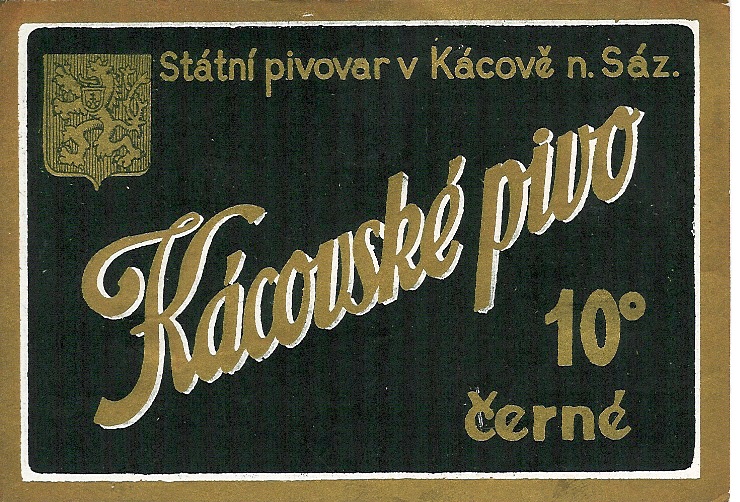 Státní pivovar v Kácově n. Sáz.
Kácovské pivo
10°
černé